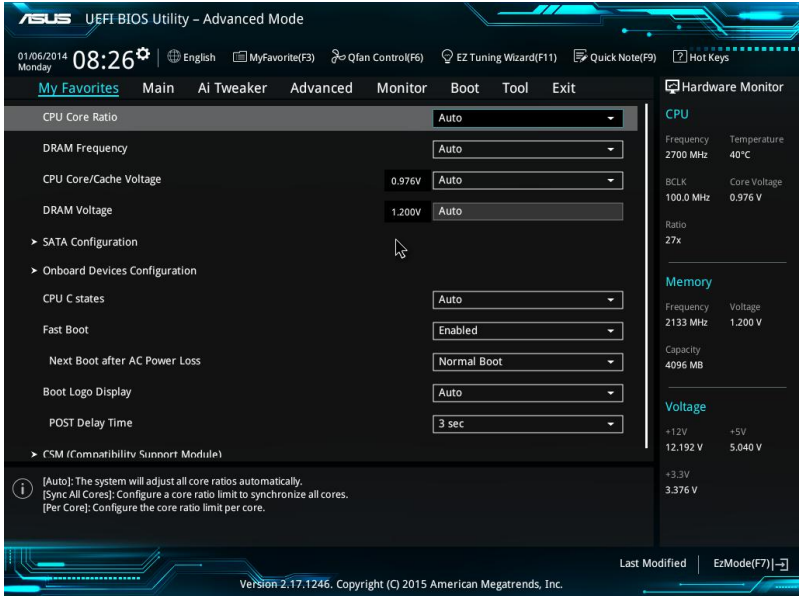 ASUS UEFI BIOS Utility – Advanced Mode
01/06/2014 Monday 08:26 English MyFavorite(F3) Qfan Control(F6) EZ Tuning Wizard(F11) Quick Note(F9) ? Hot Keys
My Favorites Main Ai Tweaker Advanced Monitor Boot Tool Exit
CPU Core Ratio Auto
DRAM Frequency Auto
CPU Core/Cache Voltage 0.976V Auto
DRAM Voltage 1.200V Auto
> SATA Configuration
> Onboard Devices Configuration
CPU C states Auto
Fast Boot Enabled
Next Boot after AC Power Loss Normal Boot
Boot Logo Display Auto
POST Delay Time 3 sec
> CSM (Compatibility Support Module)
[Auto]: The system will adjust all core ratios automatically.
[Sync All Cores]: Configure a core ratio limit to synchronize all cores.
[Per Core]: Configure the core ratio limit per core.
Hardware Monitor
CPU
Frequency Temperature
2700 MHz 40°C
BCLK Core Voltage
100.0 MHz 0.976 V
Ratio
27x
Memory
Frequency Voltage
2133 MHz 1.200 V
Capacity
4096 MB
Voltage
+12V +5V
12.192 V 5.040 V
+3.3V
3.376 V
Last Modified EzMode(F7)
Version 2.17.1246. Copyright (C) 2015 American Megatrends, Inc.